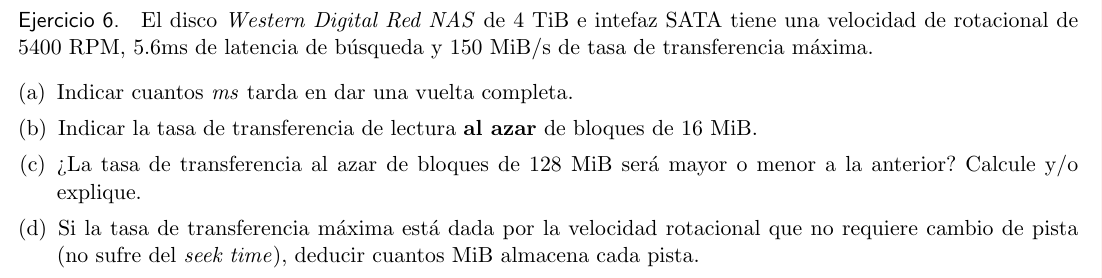 Ejercicio 6. El disco Western Digital Red NAS de 4 TiB e intefaz SATA tiene una velocidad de rotacional de
5400 RPM, 5.6ms de latencia de búsqueda y 150 MiB/s de tasa de transferencia máxima.
(a) Indicar cuantos ms tarda en dar una vuelta completa.
(b) Indicar la tasa de transferencia de lectura al azar de bloques de 16 MiB.
(c) ¿La tasa de transferencia al azar de bloques de 128 MiB será mayor o menor a la anterior? Calcule y/o
explique.
(d) Si la tasa de transferencia máxima está dada por la velocidad rotacional que no requiere cambio de pista
(no sufre del seek time), deducir cuantos MiB almacena cada pista.